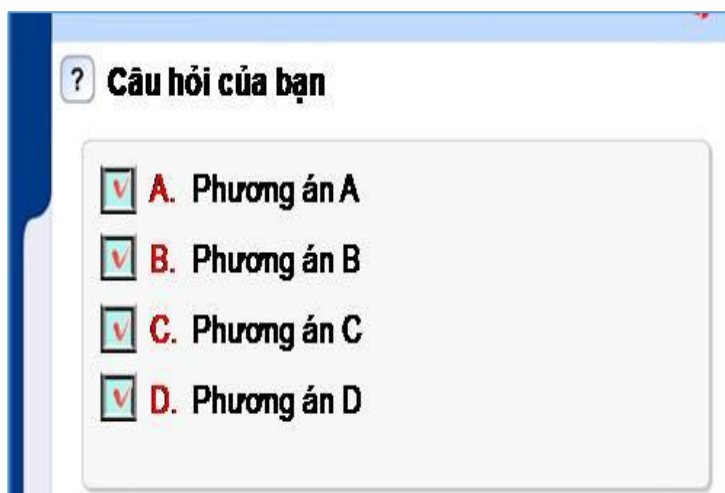 ? Câu hỏi của bạn
A. Phương án A
B. Phương án B
C. Phương án C
D. Phương án D